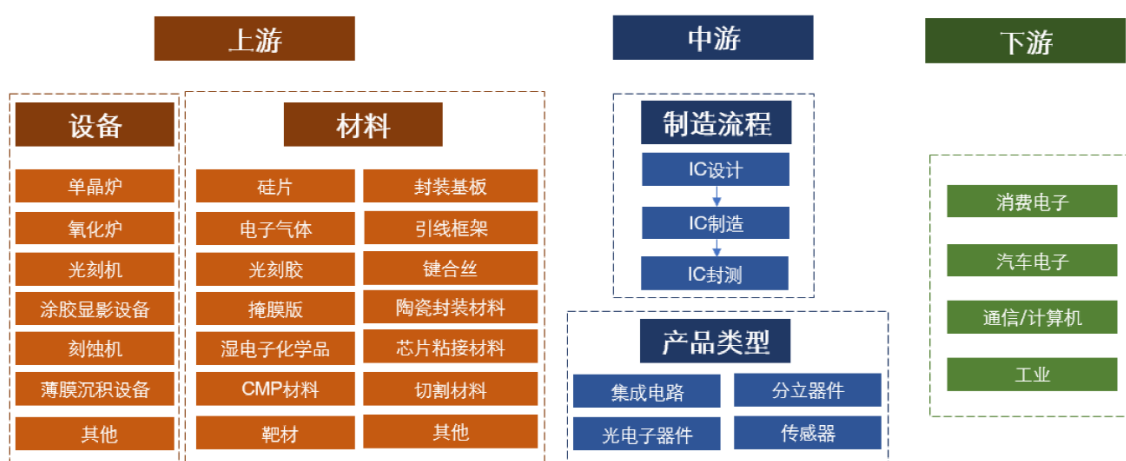 上游
设备
单晶炉
氧化炉
光刻机
涂胶显影设备
刻蚀机
薄膜沉积设备
其他
材料
硅片
电子气体
光刻胶
掩膜版
湿电子化学品
CMP材料
靶材
封装基板
引线框架
键合丝
陶瓷封装材料
芯片粘接材料
切割材料
其他
中游
制造流程
IC设计
IC制造
IC封测
产品类型
集成电路
分立器件
光电子器件
传感器
下游
消费电子
汽车电子
通信/计算机
工业